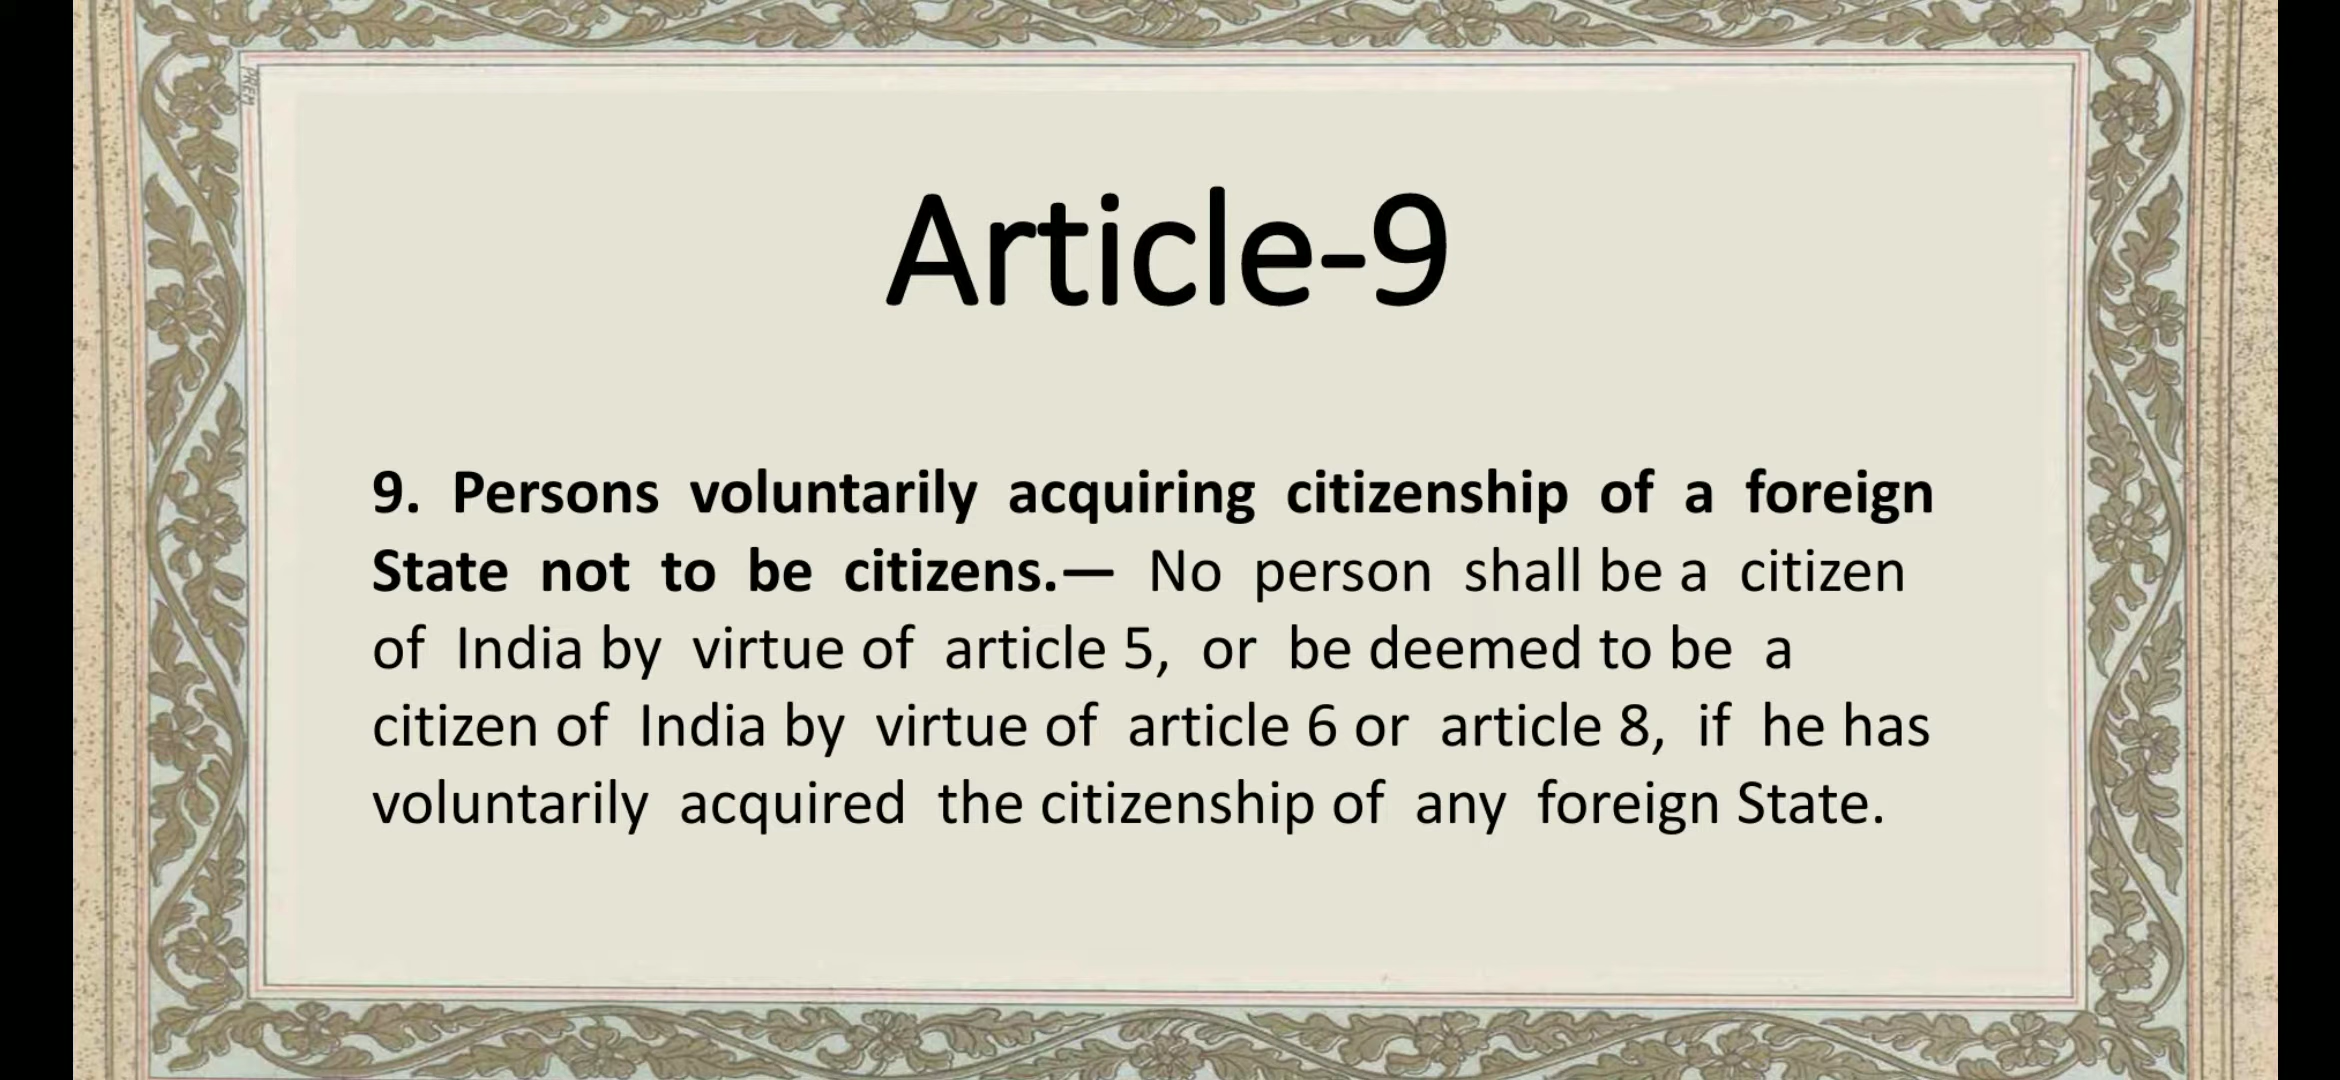 PREM
Article-9
9. Persons voluntarily acquiring citizenship of a foreign
State not to be citizens.— No person shall be a citizen
of India by virtue of article 5, or be deemed to be a
citizen of India by virtue of article 6 or article 8, if he has
voluntarily acquired the citizenship of any foreign State.